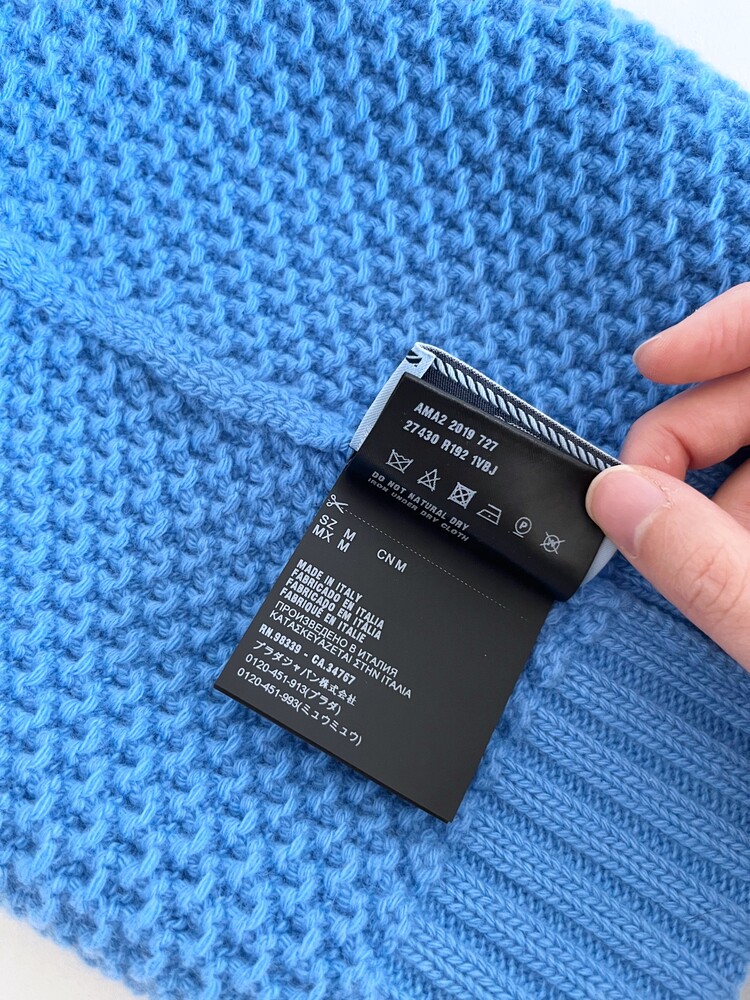 AMA2 2019 727
27430 R192 1VBJ
DO NOT NATURAL DRY
IRON UNDER DRY CLOTH
SZ M
MX M CN M
MADE IN ITALY
FABRICADO EN ITALIA
FABRICADO EM ITALIA
FABRIQUÉ EN ITALIE
ПРОИЗВЕДЕНО В ИТАЛИЯ
ΚΑΤΑΣΚΕΥΑΖΕΤΑΙ ΣΤΗΝ ΙΤΑΛΙΑ
RN.98339 - CA.34767
プラダジャパン株式会社
0120-451-913(プラダ)
0120-451-993(ミュウミュウ)